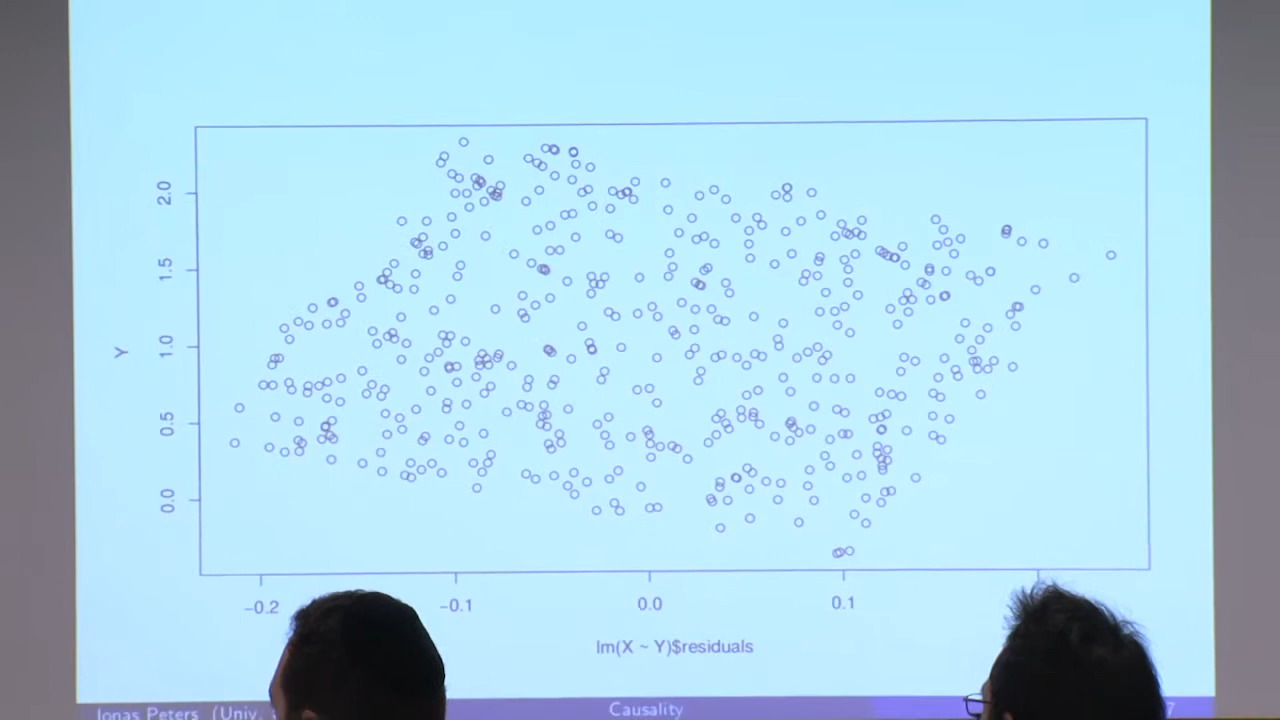 2.0
1.5
1.0
0.5
0.0
Y
−0.2
−0.1
0.0
0.1
lm(X ~ Y)$residuals
Jonas Peters (Univ.
Causality
7